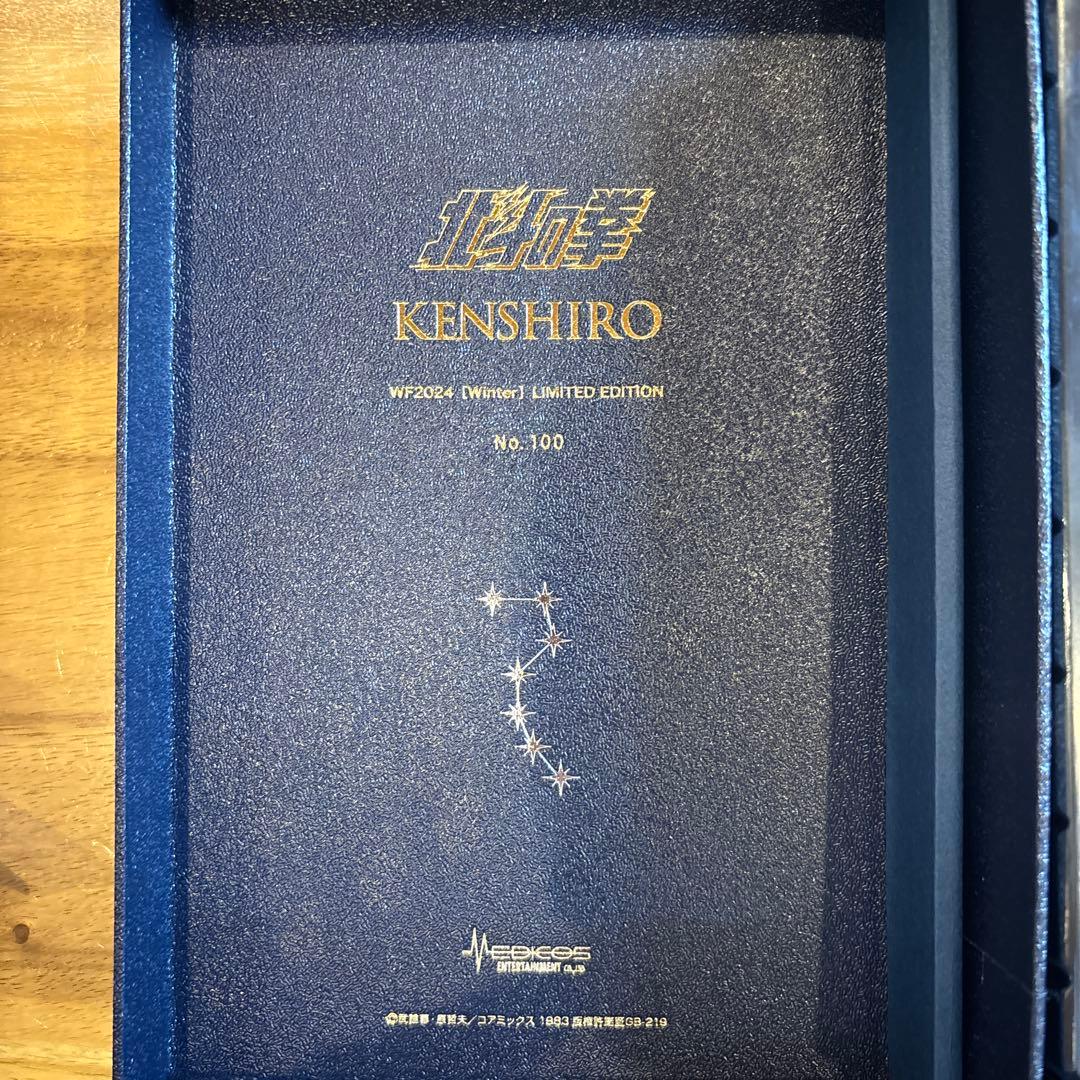 北斗の拳
KENSHIRO
WF2024 [Winter] LIMITED EDITION
No. 100
MEDICOS
ENTERTAINMENT CO.,LTD
©武論尊・原哲夫／コアミックス 1983 版権許諾証GB-219